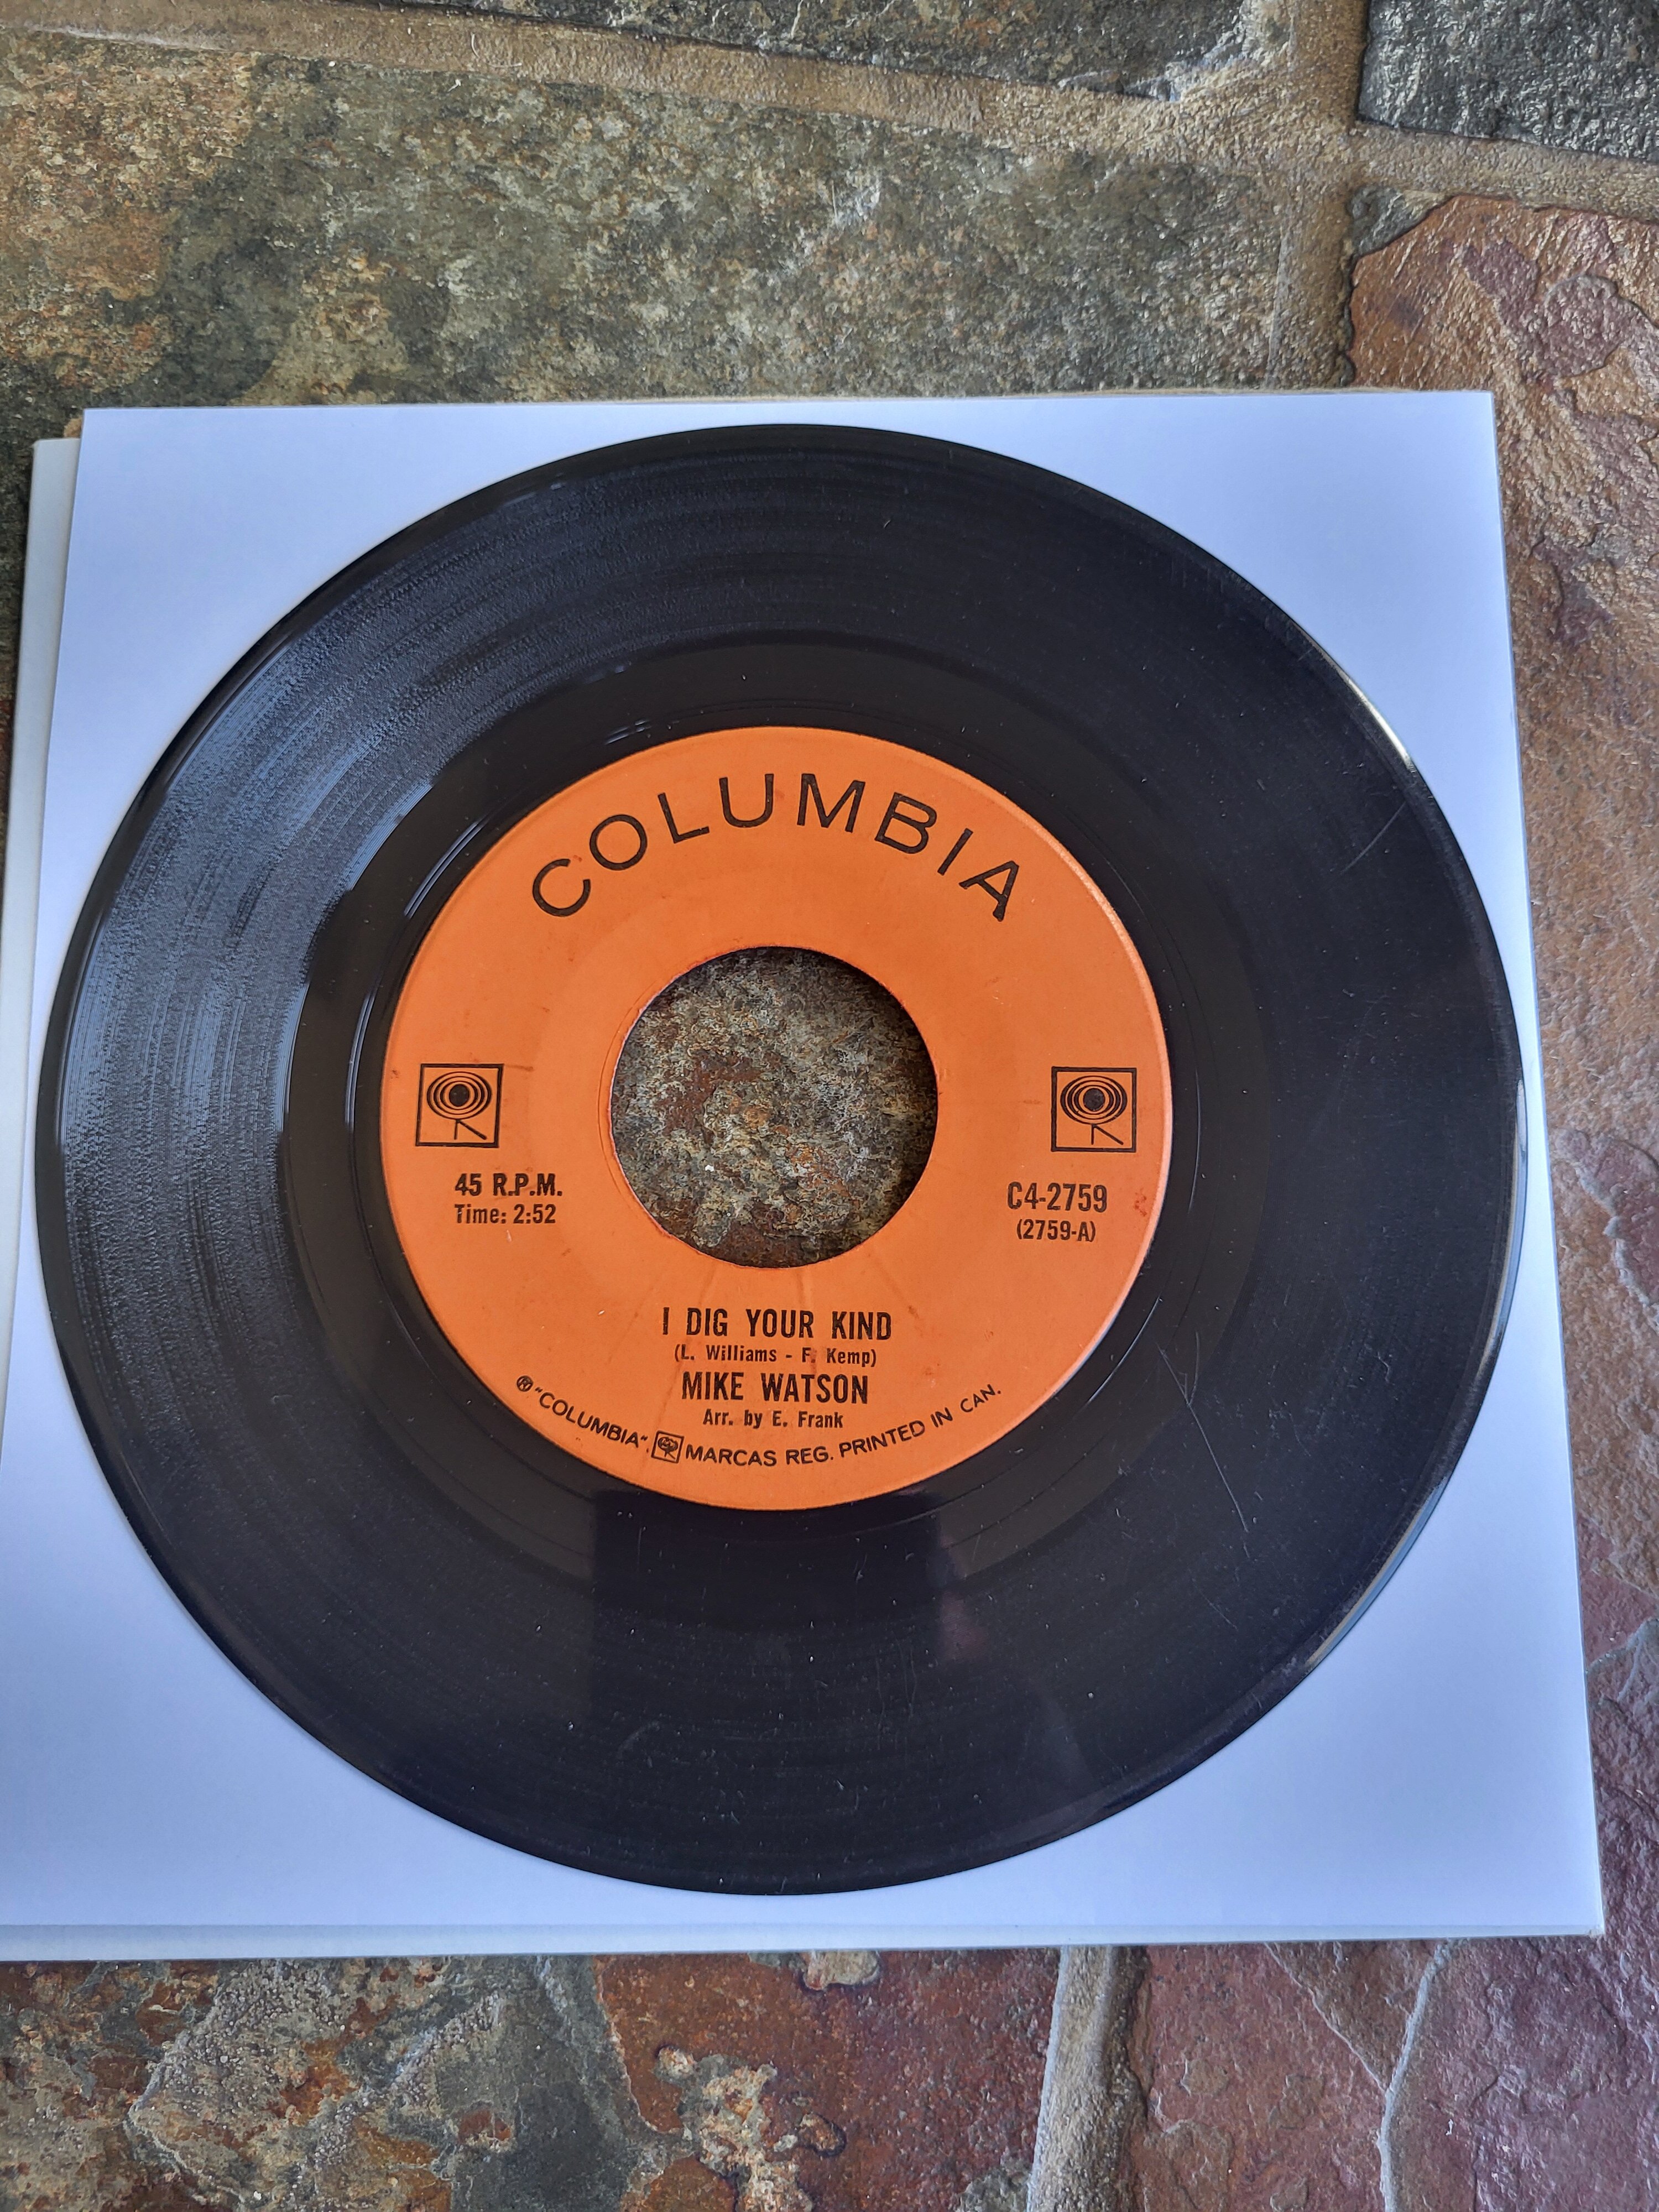 COLUMBIA
45 R.P.M.
Time: 2:52
C4-2759
(2759-A)
I DIG YOUR KIND
(L. Williams - F. Kemp)
MIKE WATSON
Arr. by E. Frank
® "COLUMBIA", MARCAS REG. PRINTED IN CAN.